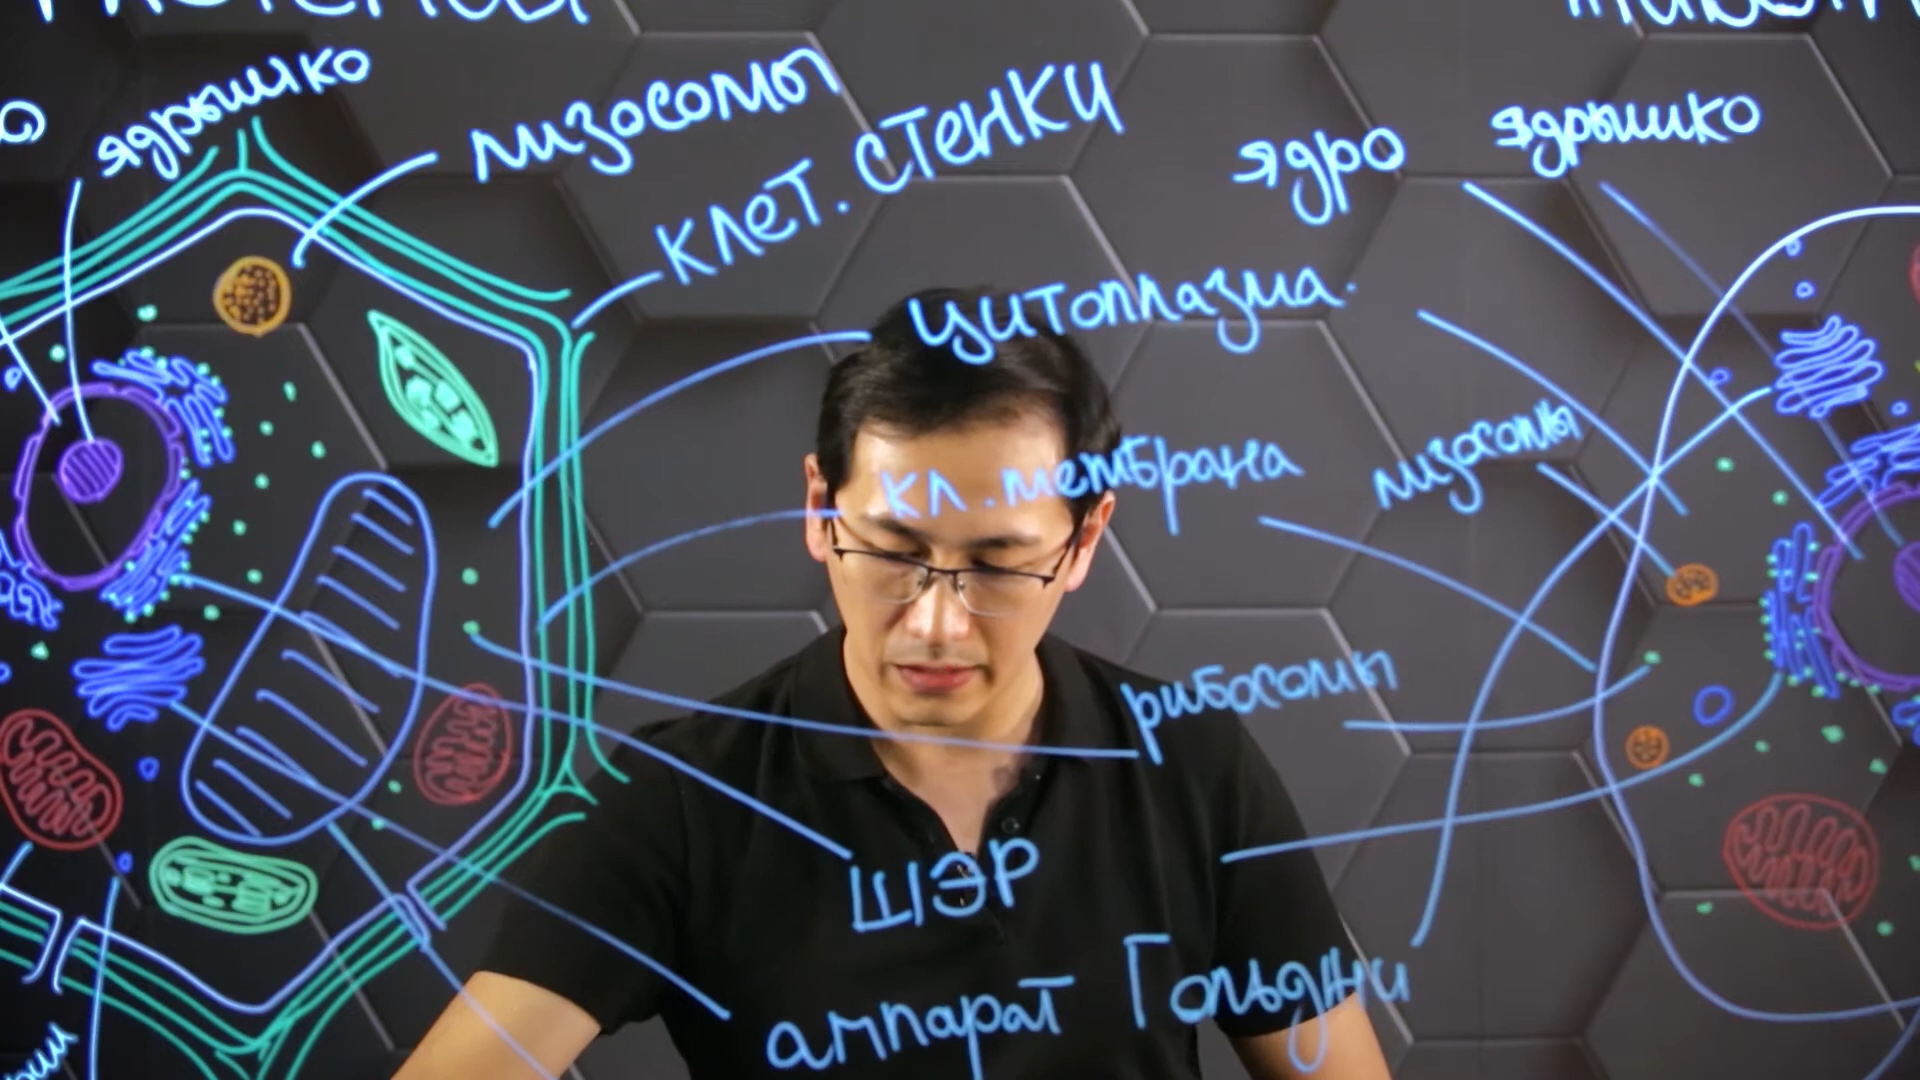 ядрышко
лизосомы
клет. стенки
ядро
ядрышко
цитоплазма.
кл. мембрана
лизосомы
рибосомы
ШЭР
аппарат Гольджи